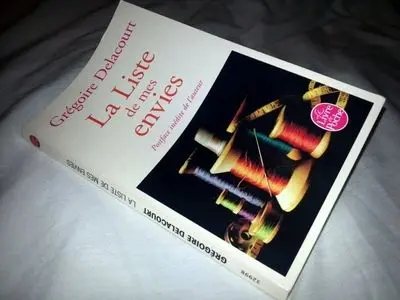 Grégoire Delacourt
La Liste
de mes
envies
Postface inédite de l'auteur
Le Livre
de
Poche
LA LISTE DE MES ENVIES
GRÉGOIRE DELACOURT
32998